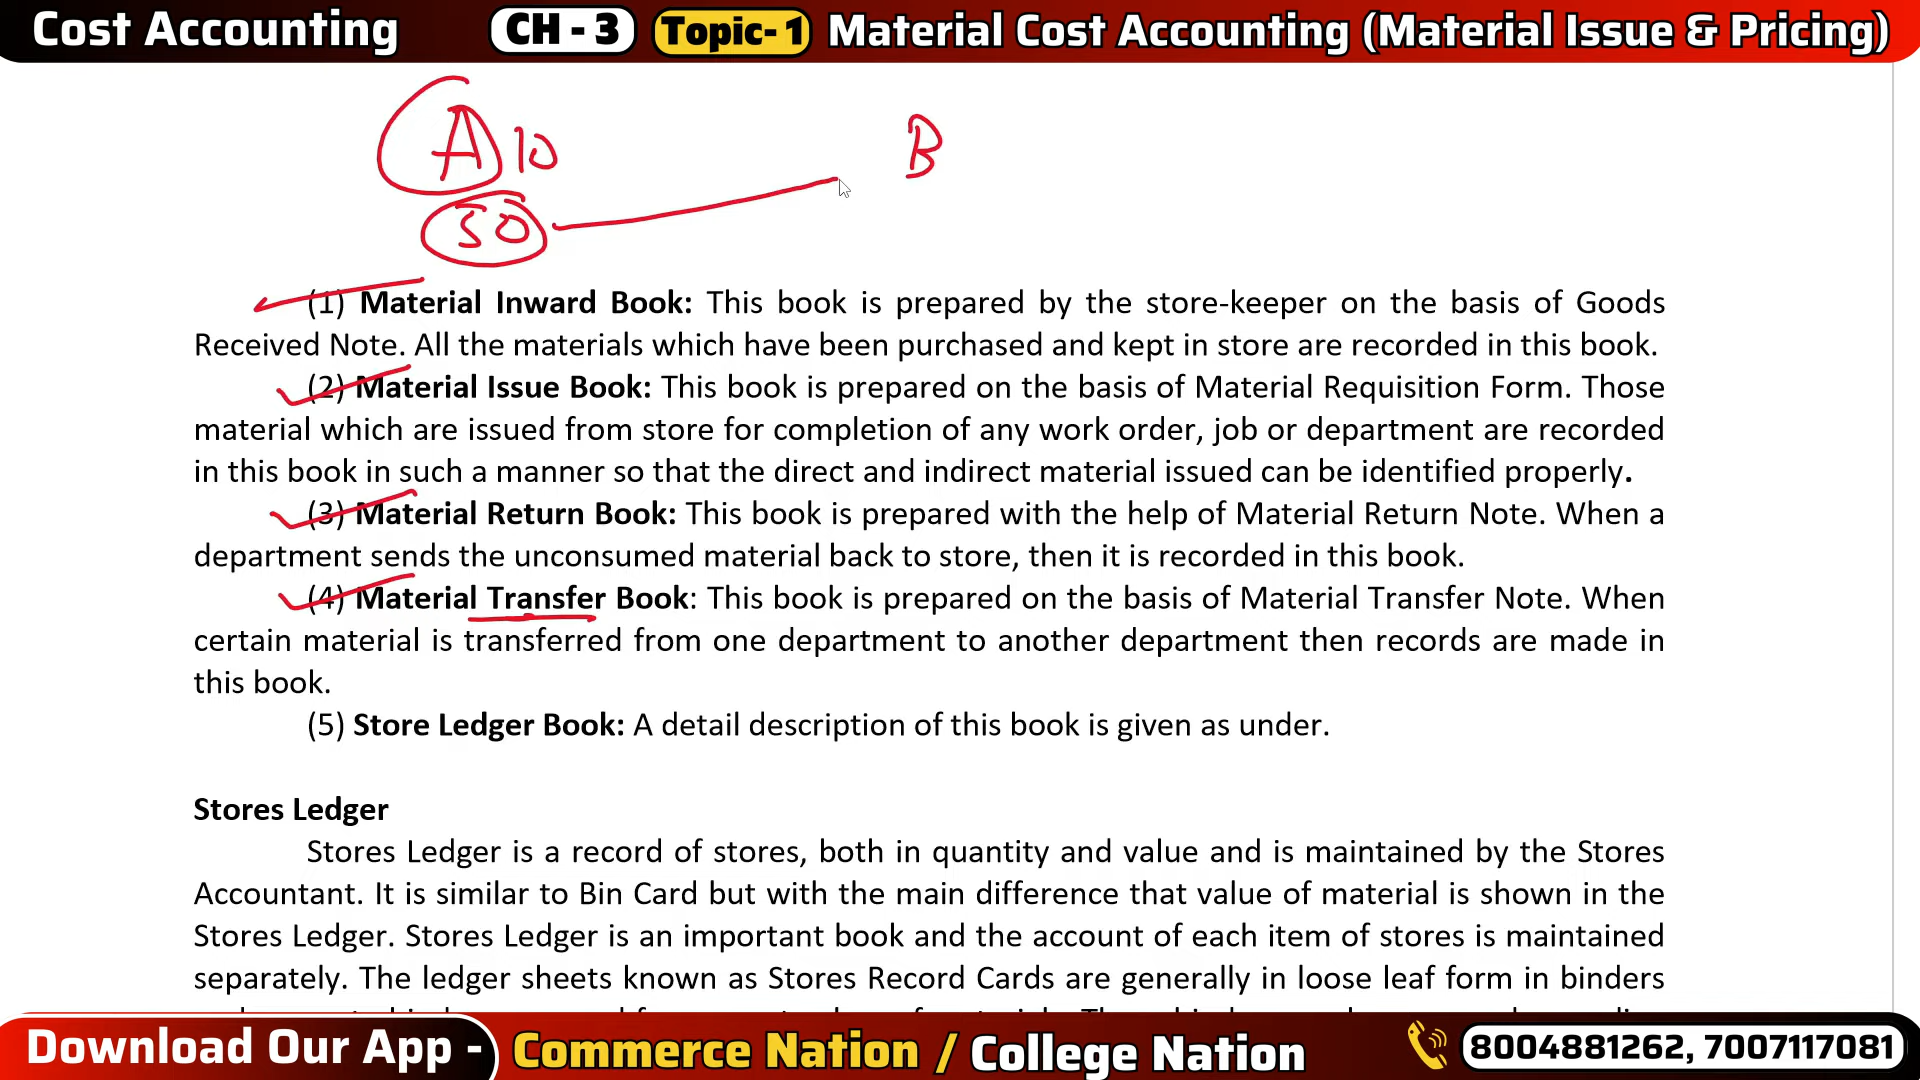 Cost Accounting CH - 3 Topic- 1 Material Cost Accounting (Material Issue & Pricing)
A 10 B
50
(1) Material Inward Book: This book is prepared by the store-keeper on the basis of Goods
Received Note. All the materials which have been purchased and kept in store are recorded in this book.
(2) Material Issue Book: This book is prepared on the basis of Material Requisition Form. Those
material which are issued from store for completion of any work order, job or department are recorded
in this book in such a manner so that the direct and indirect material issued can be identified properly.
(3) Material Return Book: This book is prepared with the help of Material Return Note. When a
department sends the unconsumed material back to store, then it is recorded in this book.
(4) Material Transfer Book: This book is prepared on the basis of Material Transfer Note. When
certain material is transferred from one department to another department then records are made in
this book.
(5) Store Ledger Book: A detail description of this book is given as under.
Stores Ledger
Stores Ledger is a record of stores, both in quantity and value and is maintained by the Stores
Accountant. It is similar to Bin Card but with the main difference that value of material is shown in the
Stores Ledger. Stores Ledger is an important book and the account of each item of stores is maintained
separately. The ledger sheets known as Stores Record Cards are generally in loose leaf form in binders
Download Our App - Commerce Nation / College Nation 8004881262, 7007117081